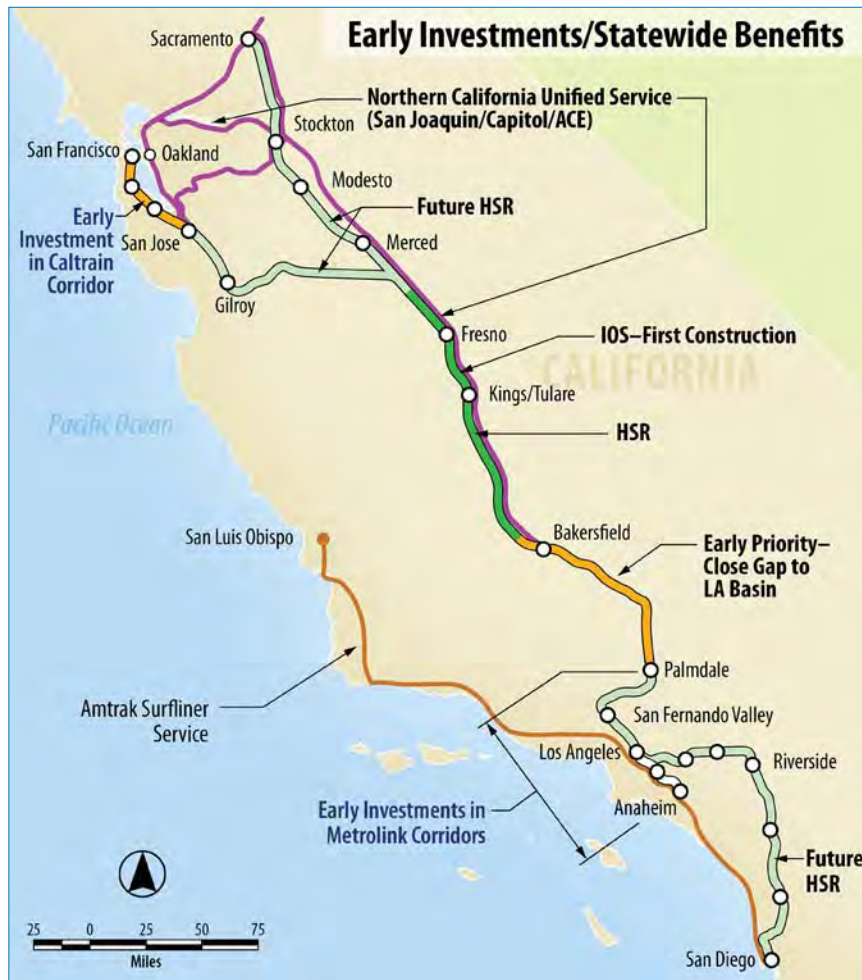 Early Investments/Statewide Benefits
Sacramento
Northern California Unified Service
(San Joaquin/Capitol/ACE)
Stockton
San Francisco
Oakland
Modesto
Early
Investment
in Caltrain
Corridor
Future HSR
San Jose
Merced
Gilroy
Fresno
IOS–First Construction
CALIFORNIA
Kings/Tulare
Pacific Ocean
HSR
San Luis Obispo
Bakersfield
Early Priority–
Close Gap to
LA Basin
Palmdale
Amtrak Surfliner
Service
San Fernando Valley
Los Angeles
Riverside
Early Investments in
Metrolink Corridors
Anaheim
Future
HSR
25 0 25 50 75
Miles
San Diego